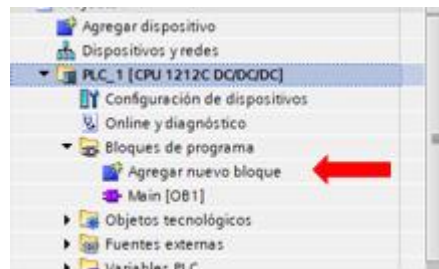 Agregar dispositivo
Dispositivos y redes
PLC_1 [CPU 1212C DC/DC/DC]
Configuración de dispositivos
Online y diagnóstico
Bloques de programa
Agregar nuevo bloque
Main [OB1]
Objetos tecnológicos
Fuentes externas
Variables PLC